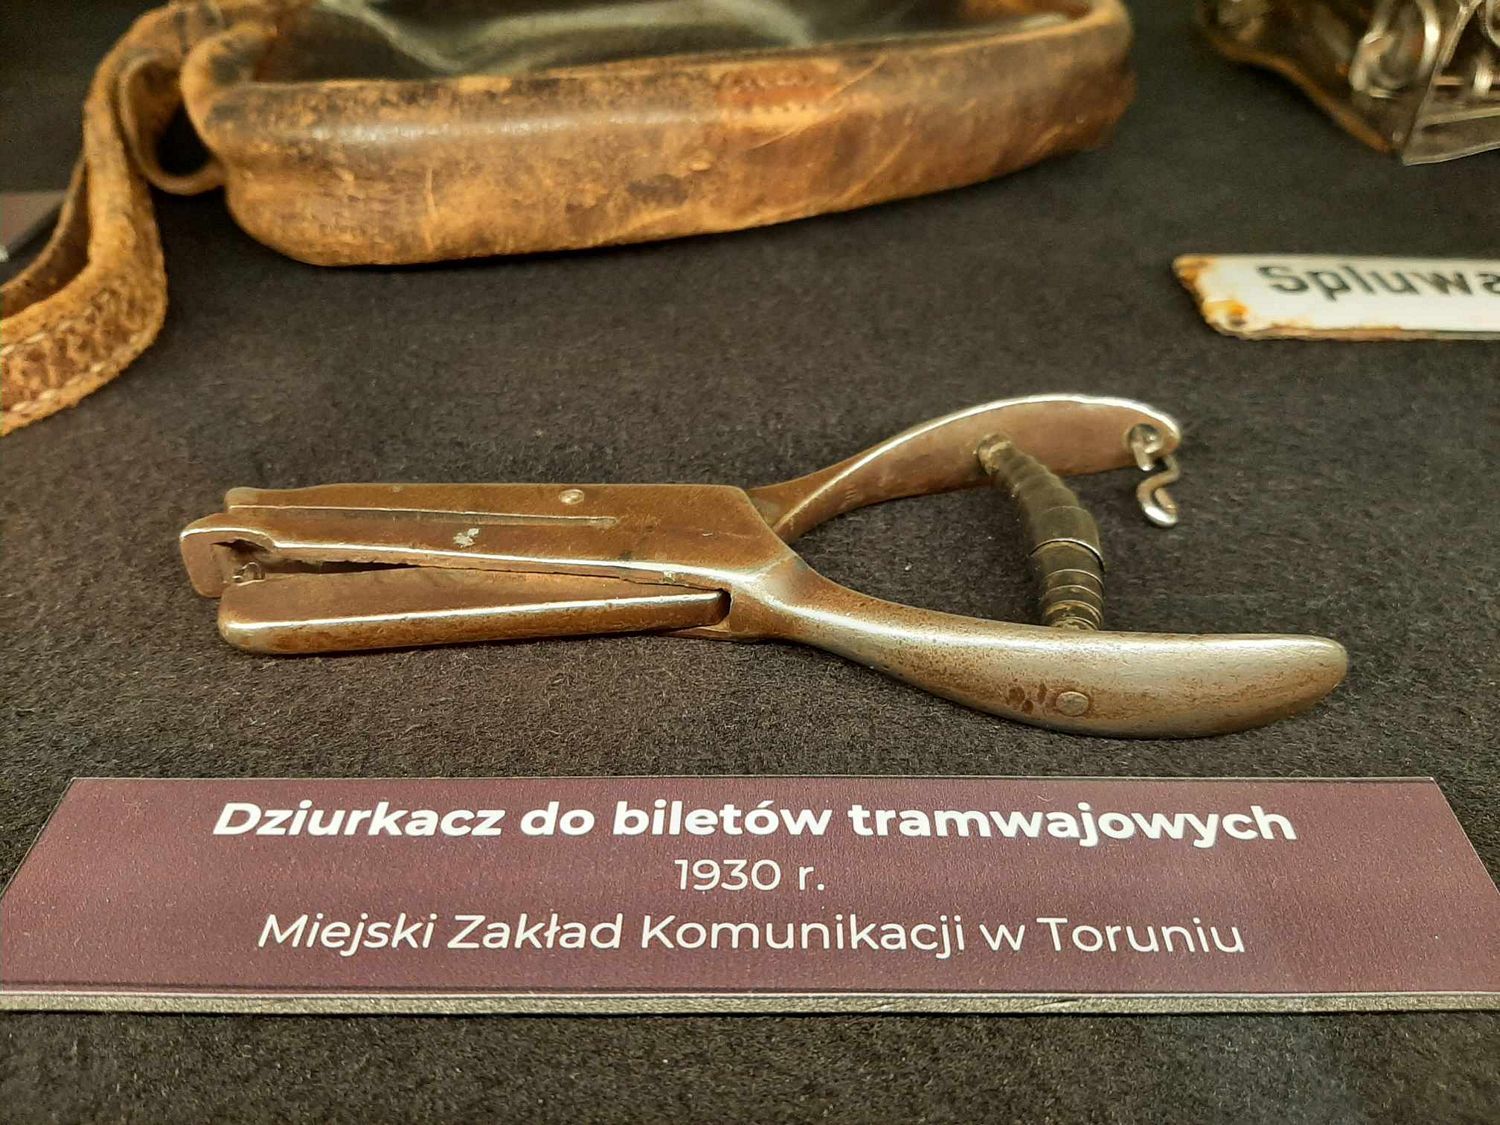 Dziurkacz do biletów tramwajowych
1930 r.
Miejski Zakład Komunikacji w Toruniu